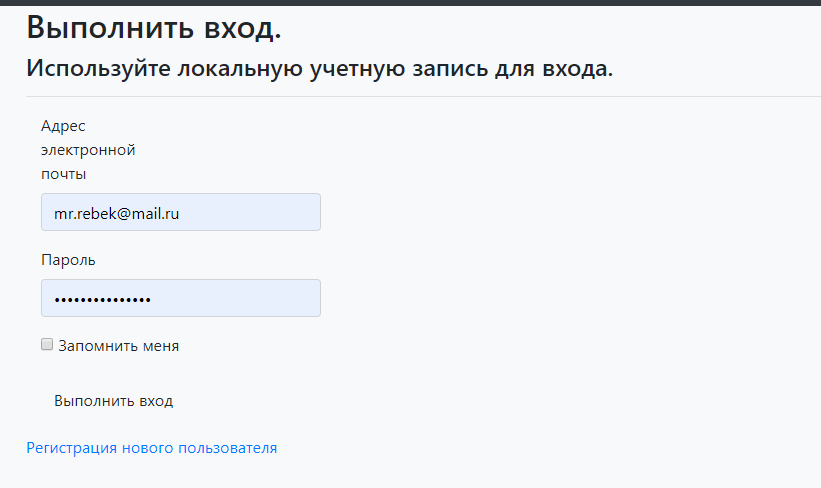 Выполнить вход.
Используйте локальную учетную запись для входа.
Адрес
электронной
почты
mr.rebek@mail.ru
Пароль
•••••••••••••••
Запомнить меня
Выполнить вход
Регистрация нового пользователя